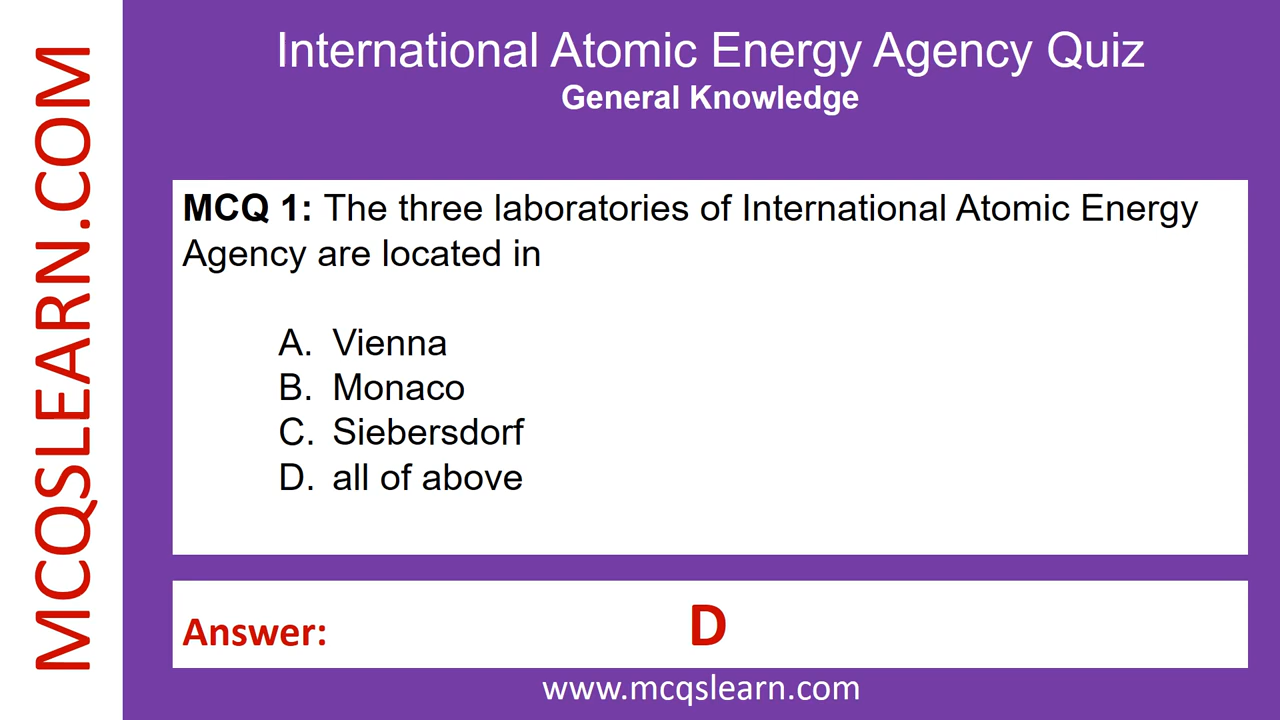 MCQSLEARN.COM
International Atomic Energy Agency Quiz
General Knowledge
MCQ 1: The three laboratories of International Atomic Energy
Agency are located in
A. Vienna
B. Monaco
C. Siebersdorf
D. all of above
Answer: D
www.mcqslearn.com